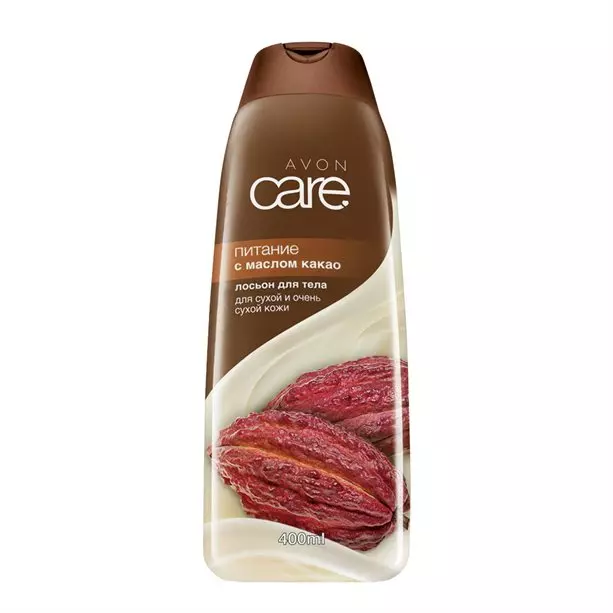 AVON
care
питание
с маслом какао
лосьон для тела
для сухой и очень
сухой кожи
400ml